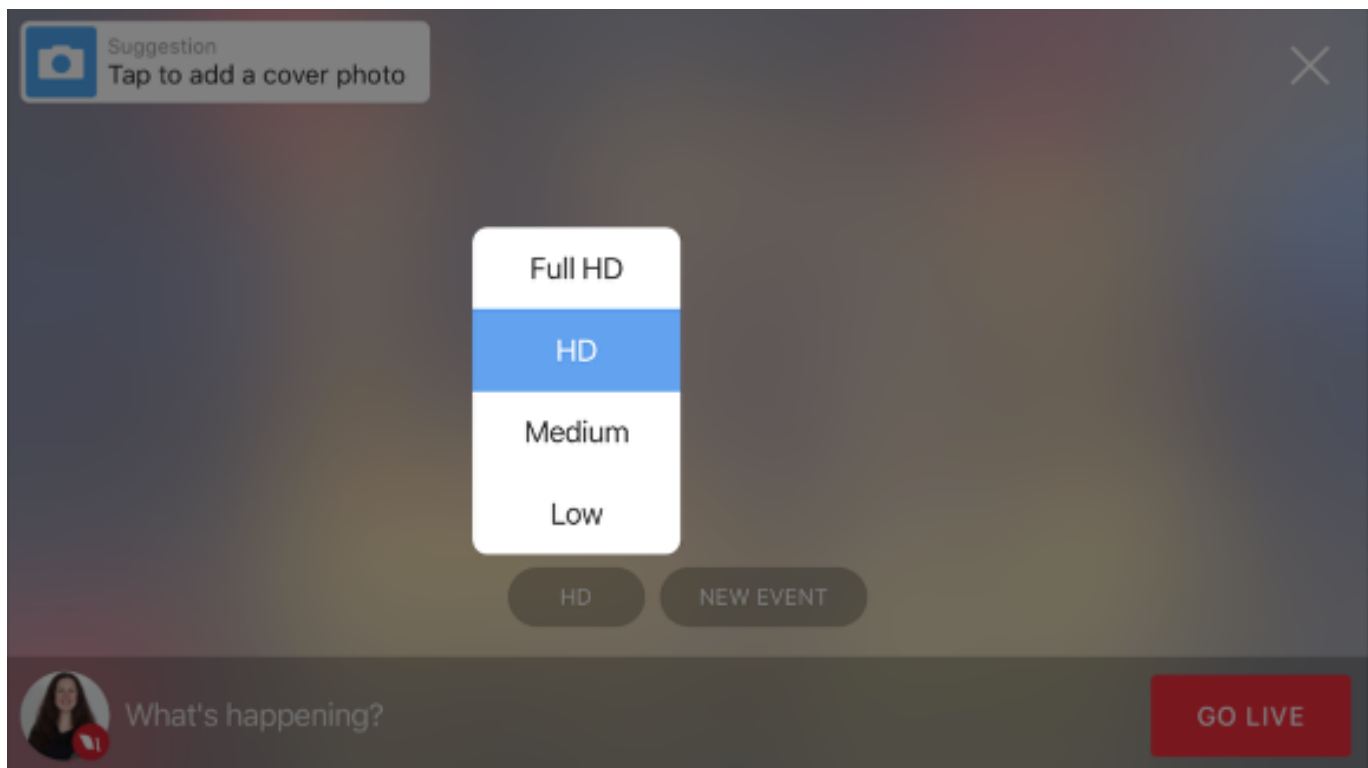 Suggestion
Tap to add a cover photo
Full HD
HD
Medium
Low
HD
NEW EVENT
What's happening?
GO LIVE